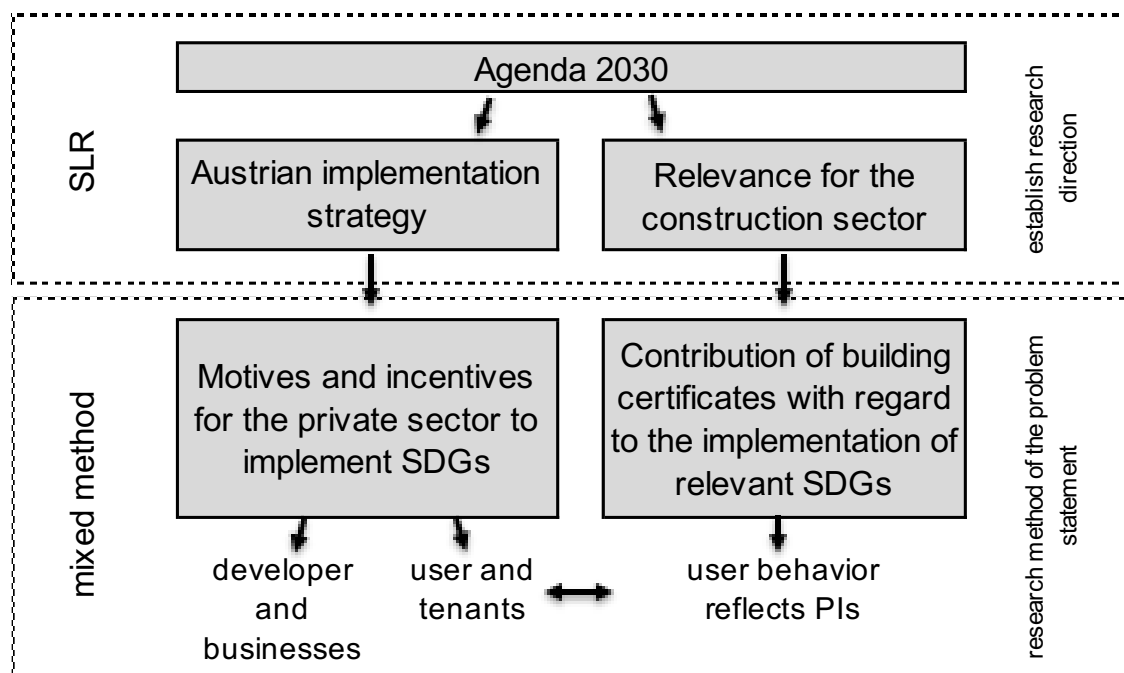 SLR
Agenda 2030
Austrian implementation
strategy
Relevance for the
construction sector
establish research
direction
mixed method
Motives and incentives
for the private sector to
implement SDGs
Contribution of building
certificates with regard
to the implementation of
relevant SDGs
developer
and
businesses
user and
tenants
user behavior
reflects PIs
research method of the problem
statement